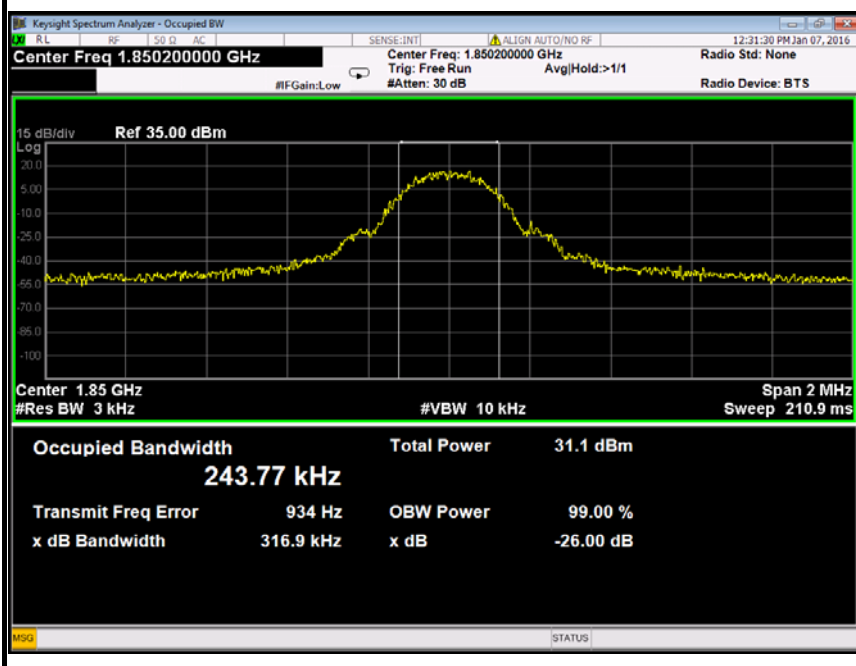 Keysight Spectrum Analyzer - Occupied BW
RL RF 50 Ω AC SENSE:INT ALIGN AUTO/NO RF 12:31:30 PM Jan 07, 2016
Center Freq 1.850200000 GHz Center Freq: 1.850200000 GHz Radio Std: None
Trig: Free Run Avg|Hold:>1/1
#IFGain:Low #Atten: 30 dB Radio Device: BTS
15 dB/div Ref 35.00 dBm
Log
20.0
5.00
-10.0
-25.0
-40.0
-55.0
-70.0
-85.0
-100
Center 1.85 GHz Span 2 MHz
#Res BW 3 kHz #VBW 10 kHz Sweep 210.9 ms
Occupied Bandwidth Total Power 31.1 dBm
243.77 kHz
Transmit Freq Error 934 Hz OBW Power 99.00 %
x dB Bandwidth 316.9 kHz x dB -26.00 dB
MSG STATUS